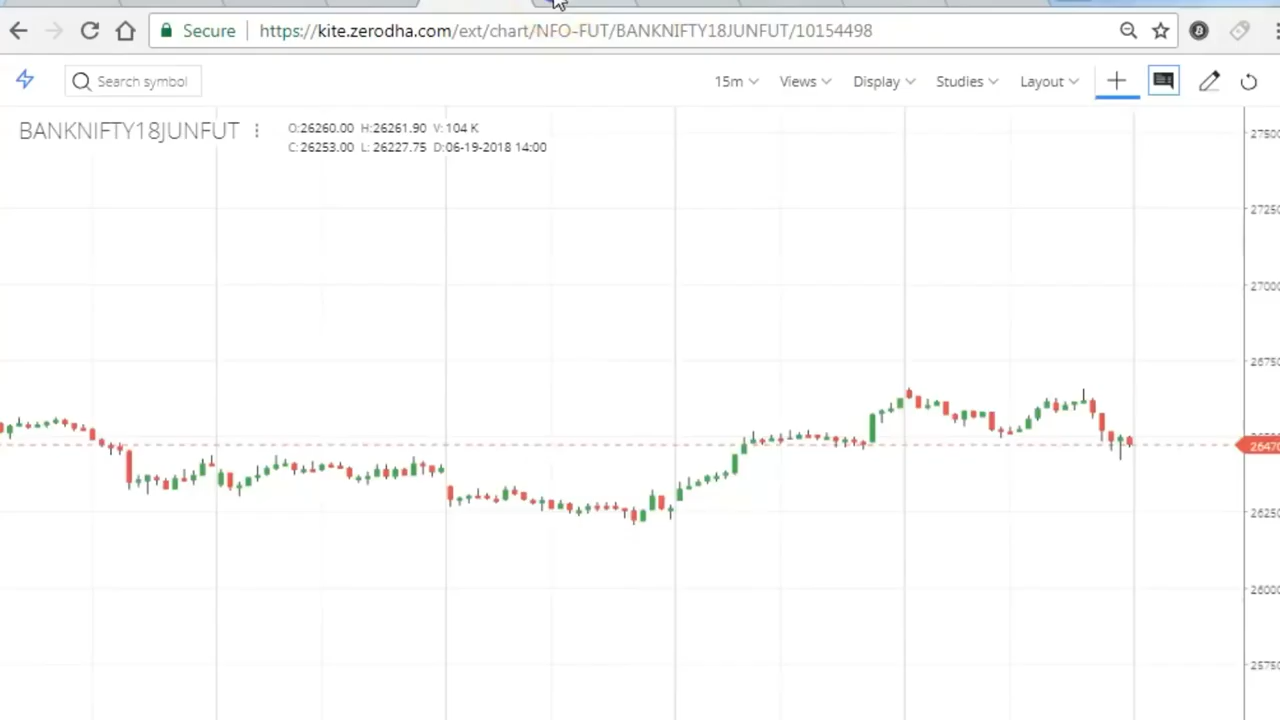 Secure https://kite.zerodha.com/ext/chart/NFO-FUT/BANKNIFTY18JUNFUT/10154498
Search symbol 15m Views Display Studies Layout
BANKNIFTY18JUNFUT O:26260.00 H:26261.90 V:104 K
C:26253.00 L:26227.75 D:06-19-2018 14:00
27500
27250
27000
26750
26470
26250
26000
25750